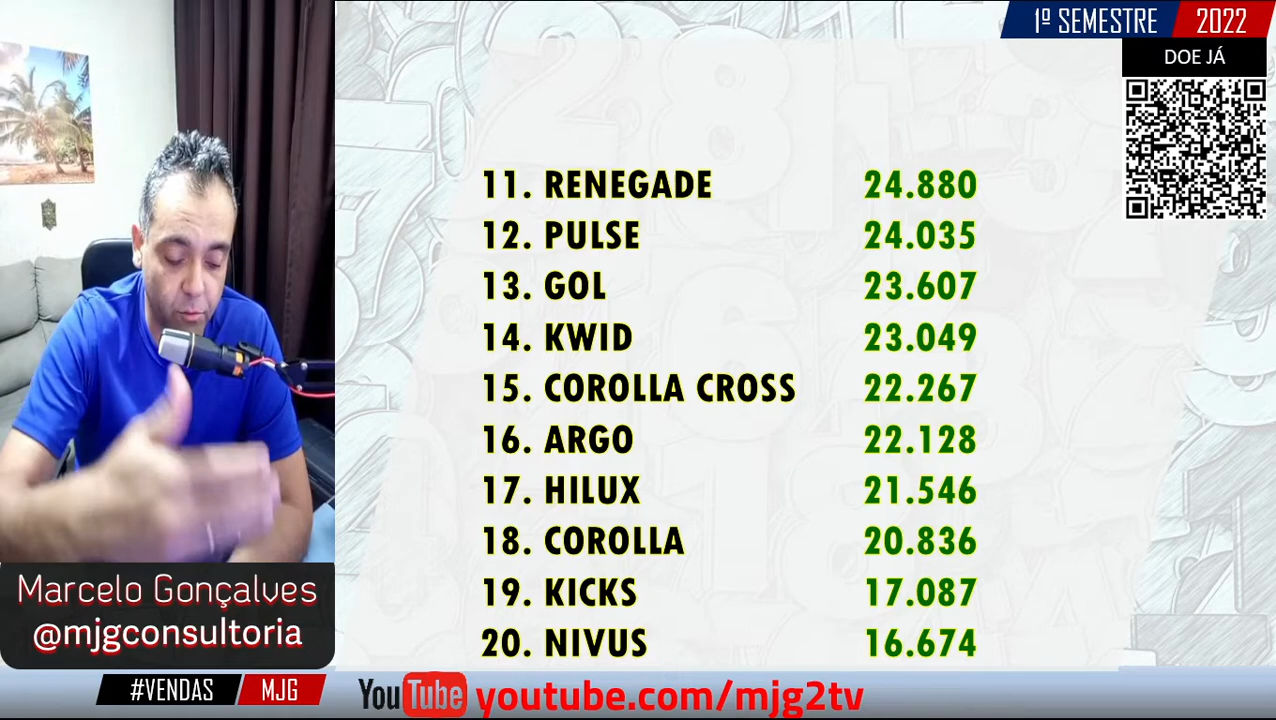 1º SEMESTRE 2022
DOE JÁ
11. RENEGADE 24.880
12. PULSE 24.035
13. GOL 23.607
14. KWID 23.049
15. COROLLA CROSS 22.267
16. ARGO 22.128
17. HILUX 21.546
18. COROLLA 20.836
19. KICKS 17.087
20. NIVUS 16.674
Marcelo Gonçalves
@mjgconsultoria
#VENDAS MJG YouTube youtube.com/mjg2tv